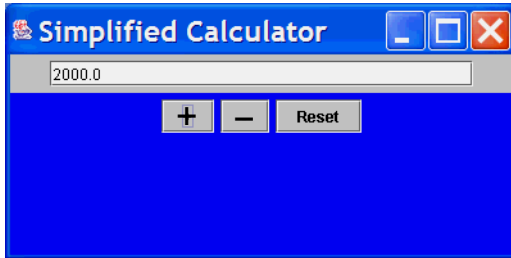 Simplified Calculator
2000.0
+ - Reset